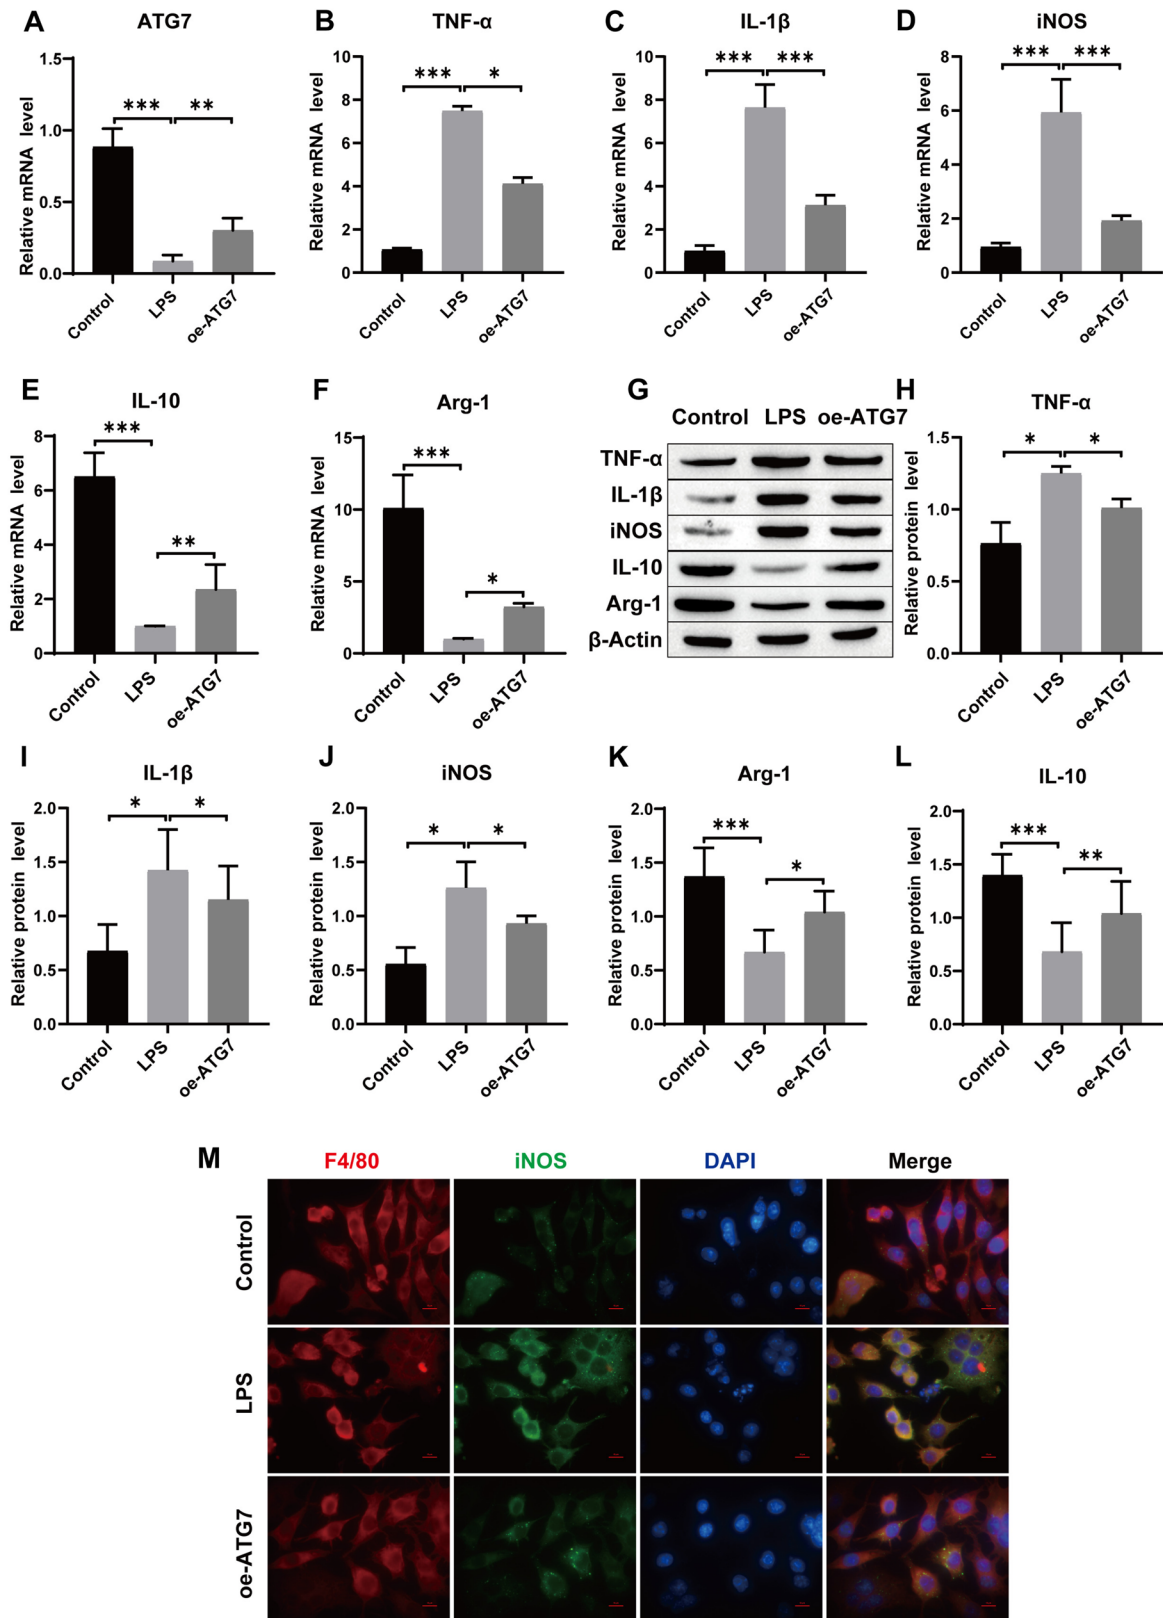 A ATG7
Relative mRNA level
1.5
1.0
0.5
0.0
*** **
Control LPS oe-ATG7
B TNF-α
Relative mRNA level
10
8
6
4
2
0
*** *
Control LPS oe-ATG7
C IL-1β
Relative mRNA level
10
8
6
4
2
0
*** ***
Control LPS oe-ATG7
D iNOS
Relative mRNA level
8
6
4
2
0
*** ***
Control LPS oe-ATG7
E IL-10
Relative mRNA level
8
6
4
2
0
*** **
Control LPS oe-ATG7
F Arg-1
Relative mRNA level
15
10
5
0
*** *
Control LPS oe-ATG7
G
Control LPS oe-ATG7
TNF-α
IL-1β
iNOS
IL-10
Arg-1
β-Actin
H TNF-α
Relative protein level
1.5
1.0
0.5
0.0
* *
Control LPS oe-ATG7
I IL-1β
Relative protein level
2.0
1.5
1.0
0.5
0.0
* *
Control LPS oe-ATG7
J iNOS
Relative protein level
2.0
1.5
1.0
0.5
0.0
* *
Control LPS oe-ATG7
K Arg-1
Relative protein level
2.0
1.5
1.0
0.5
0.0
*** *
Control LPS oe-ATG7
L IL-10
Relative protein level
2.0
1.5
1.0
0.5
0.0
*** **
Control LPS oe-ATG7
M F4/80 iNOS DAPI Merge
Control
LPS
oe-ATG7